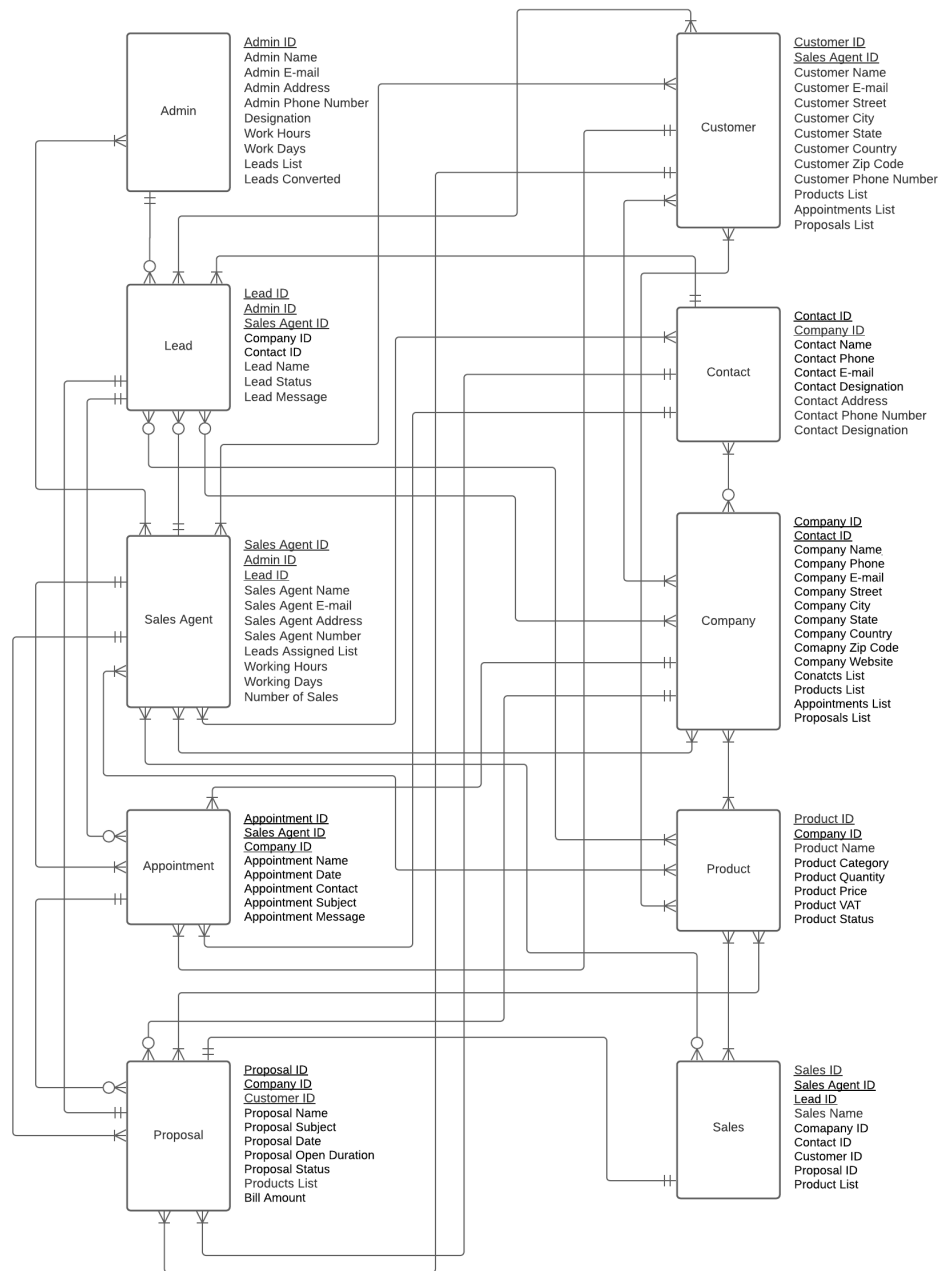 Admin
Admin ID
Admin Name
Admin E-mail
Admin Address
Admin Phone Number
Designation
Work Hours
Work Days
Leads List
Leads Converted
Customer
Customer ID
Sales Agent ID
Customer Name
Customer E-mail
Customer Street
Customer City
Customer State
Customer Country
Customer Zip Code
Customer Phone Number
Products List
Appointments List
Proposals List
Lead
Lead ID
Admin ID
Sales Agent ID
Company ID
Contact ID
Lead Name
Lead Status
Lead Message
Contact
Contact ID
Company ID
Contact Name
Contact Phone
Contact E-mail
Contact Designation
Contact Address
Contact Phone Number
Contact Designation
Sales Agent
Sales Agent ID
Admin ID
Lead ID
Sales Agent Name
Sales Agent E-mail
Sales Agent Address
Sales Agent Number
Leads Assigned List
Working Hours
Working Days
Number of Sales
Company
Company ID
Contact ID
Company Name
Company Phone
Company E-mail
Company Street
Company City
Company State
Company Country
Comapny Zip Code
Company Website
Conatcts List
Products List
Appointments List
Proposals List
Appointment
Appointment ID
Sales Agent ID
Company ID
Appointment Name
Appointment Date
Appointment Contact
Appointment Subject
Appointment Message
Product
Product ID
Company ID
Product Name
Product Category
Product Quantity
Product Price
Product VAT
Product Status
Proposal
Proposal ID
Company ID
Customer ID
Proposal Name
Proposal Subject
Proposal Date
Proposal Open Duration
Proposal Status
Products List
Bill Amount
Sales
Sales ID
Sales Agent ID
Lead ID
Sales Name
Comapany ID
Contact ID
Customer ID
Proposal ID
Product List